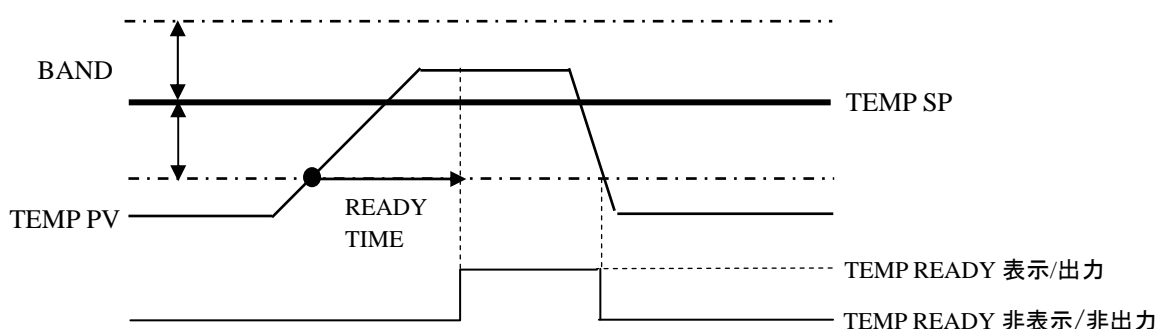 BAND
TEMP SP
TEMP PV
READY
TIME
TEMP READY 表示/出力
TEMP READY 非表示/非出力